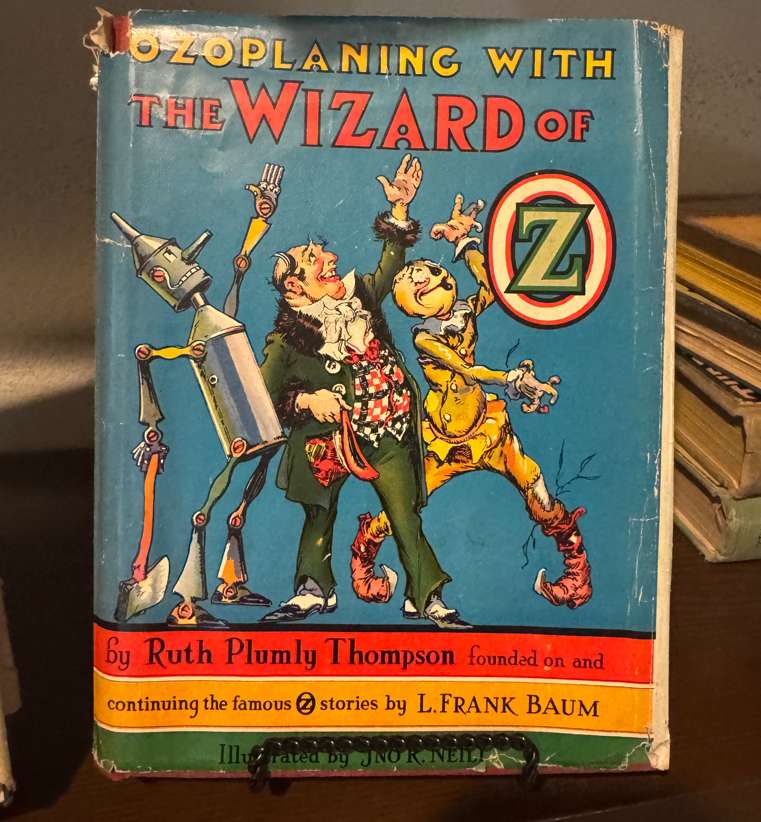 OZOPLANING WITH
THE WIZARD OF
OZ
by Ruth Plumly Thompson founded on and
continuing the famous OZ stories by L. FRANK BAUM
Illustrated by JNO R. NEILL